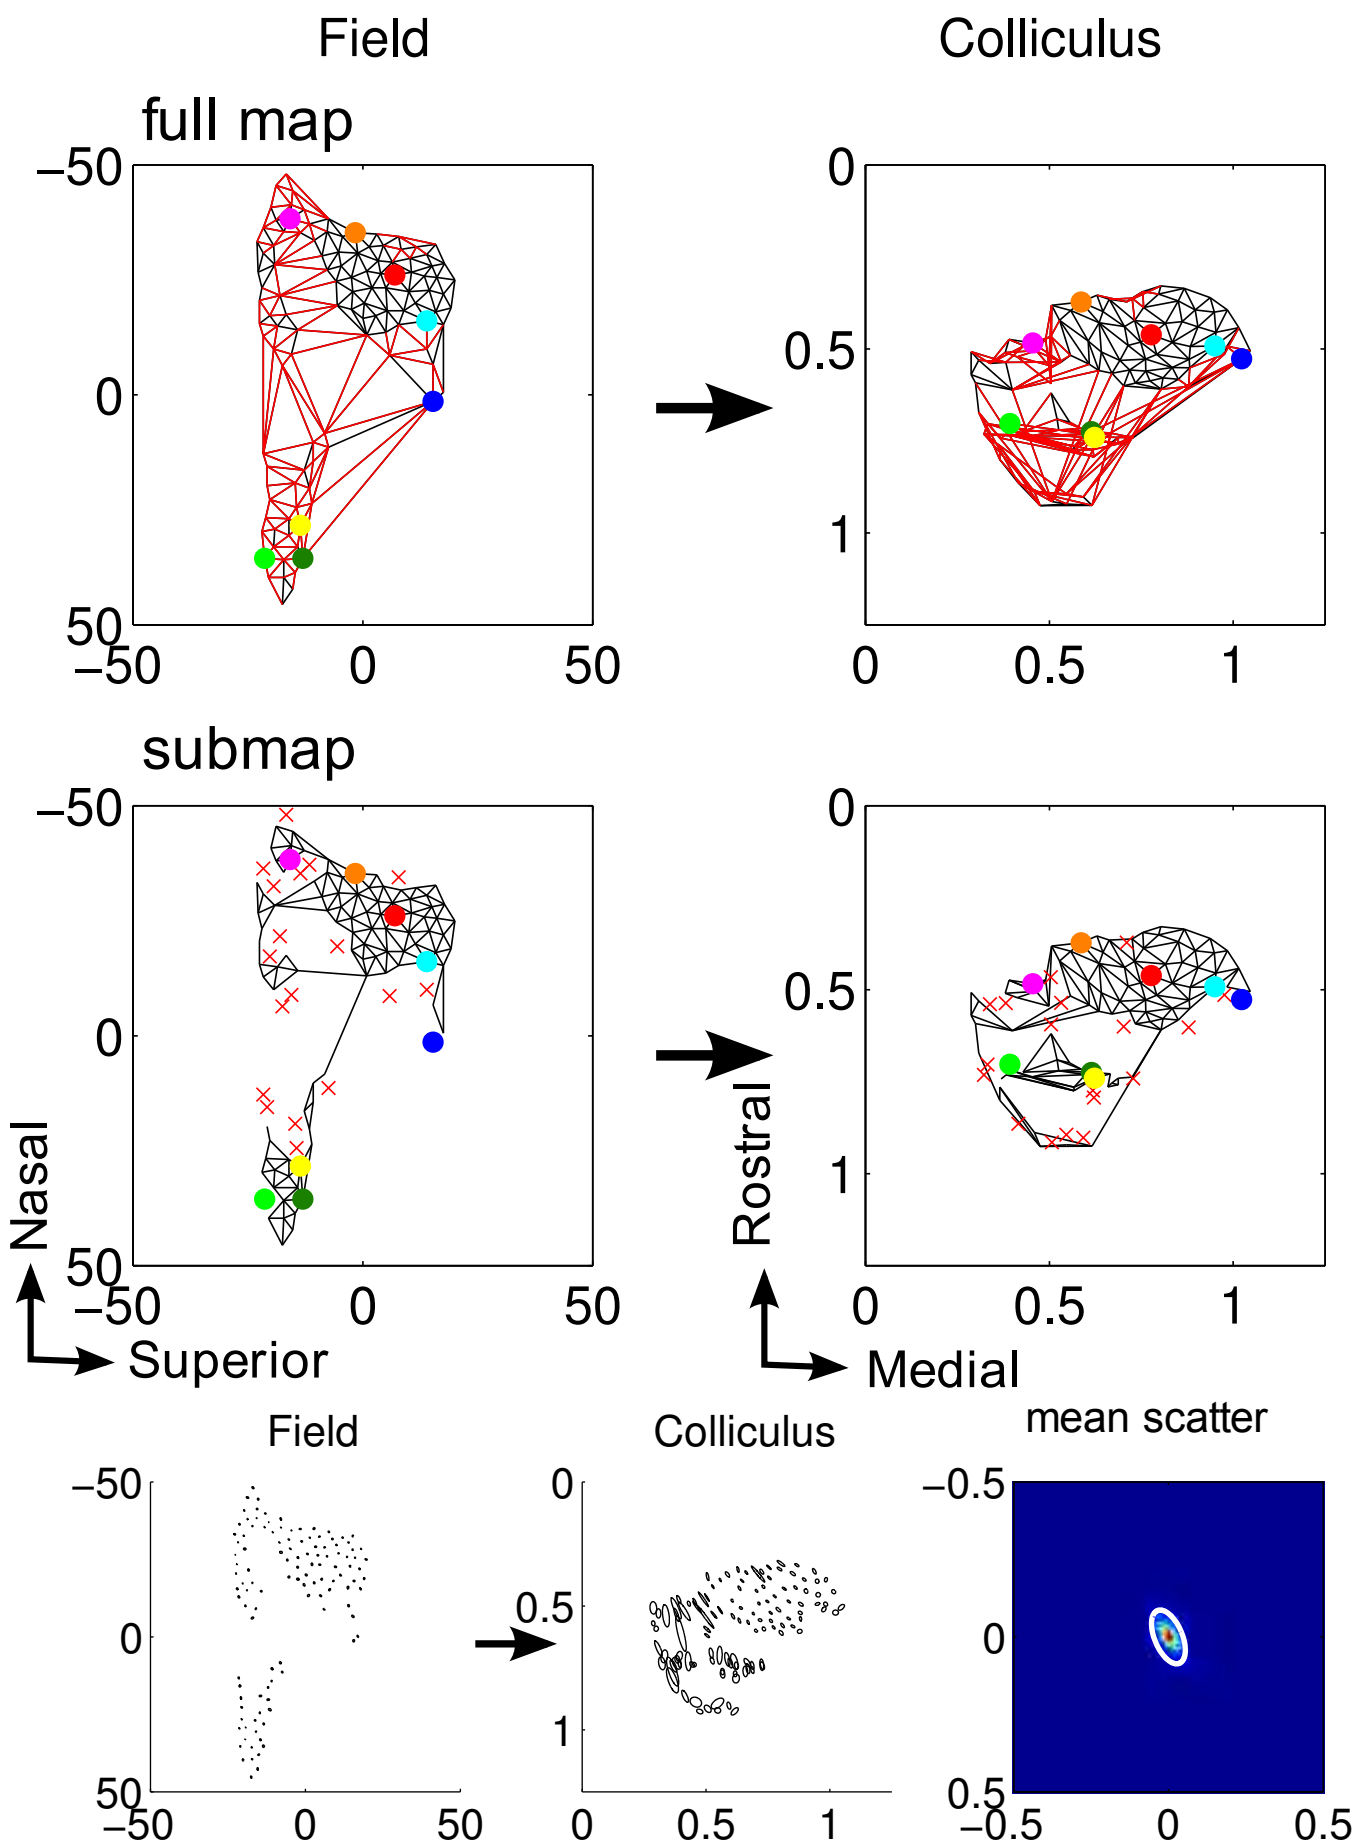 Field Colliculus
full map
−50 0
0 0.5
50 1
−50 0 50 0 0.5 1
submap
−50 0
0 0.5
50 1
−50 0 50 0 0.5 1
Nasal Rostral
Superior Medial
Field Colliculus mean scatter
−50 0 −0.5
0 0.5 0
50 1 0.5
−50 0 50 0 0.5 1 −0.5 0 0.5